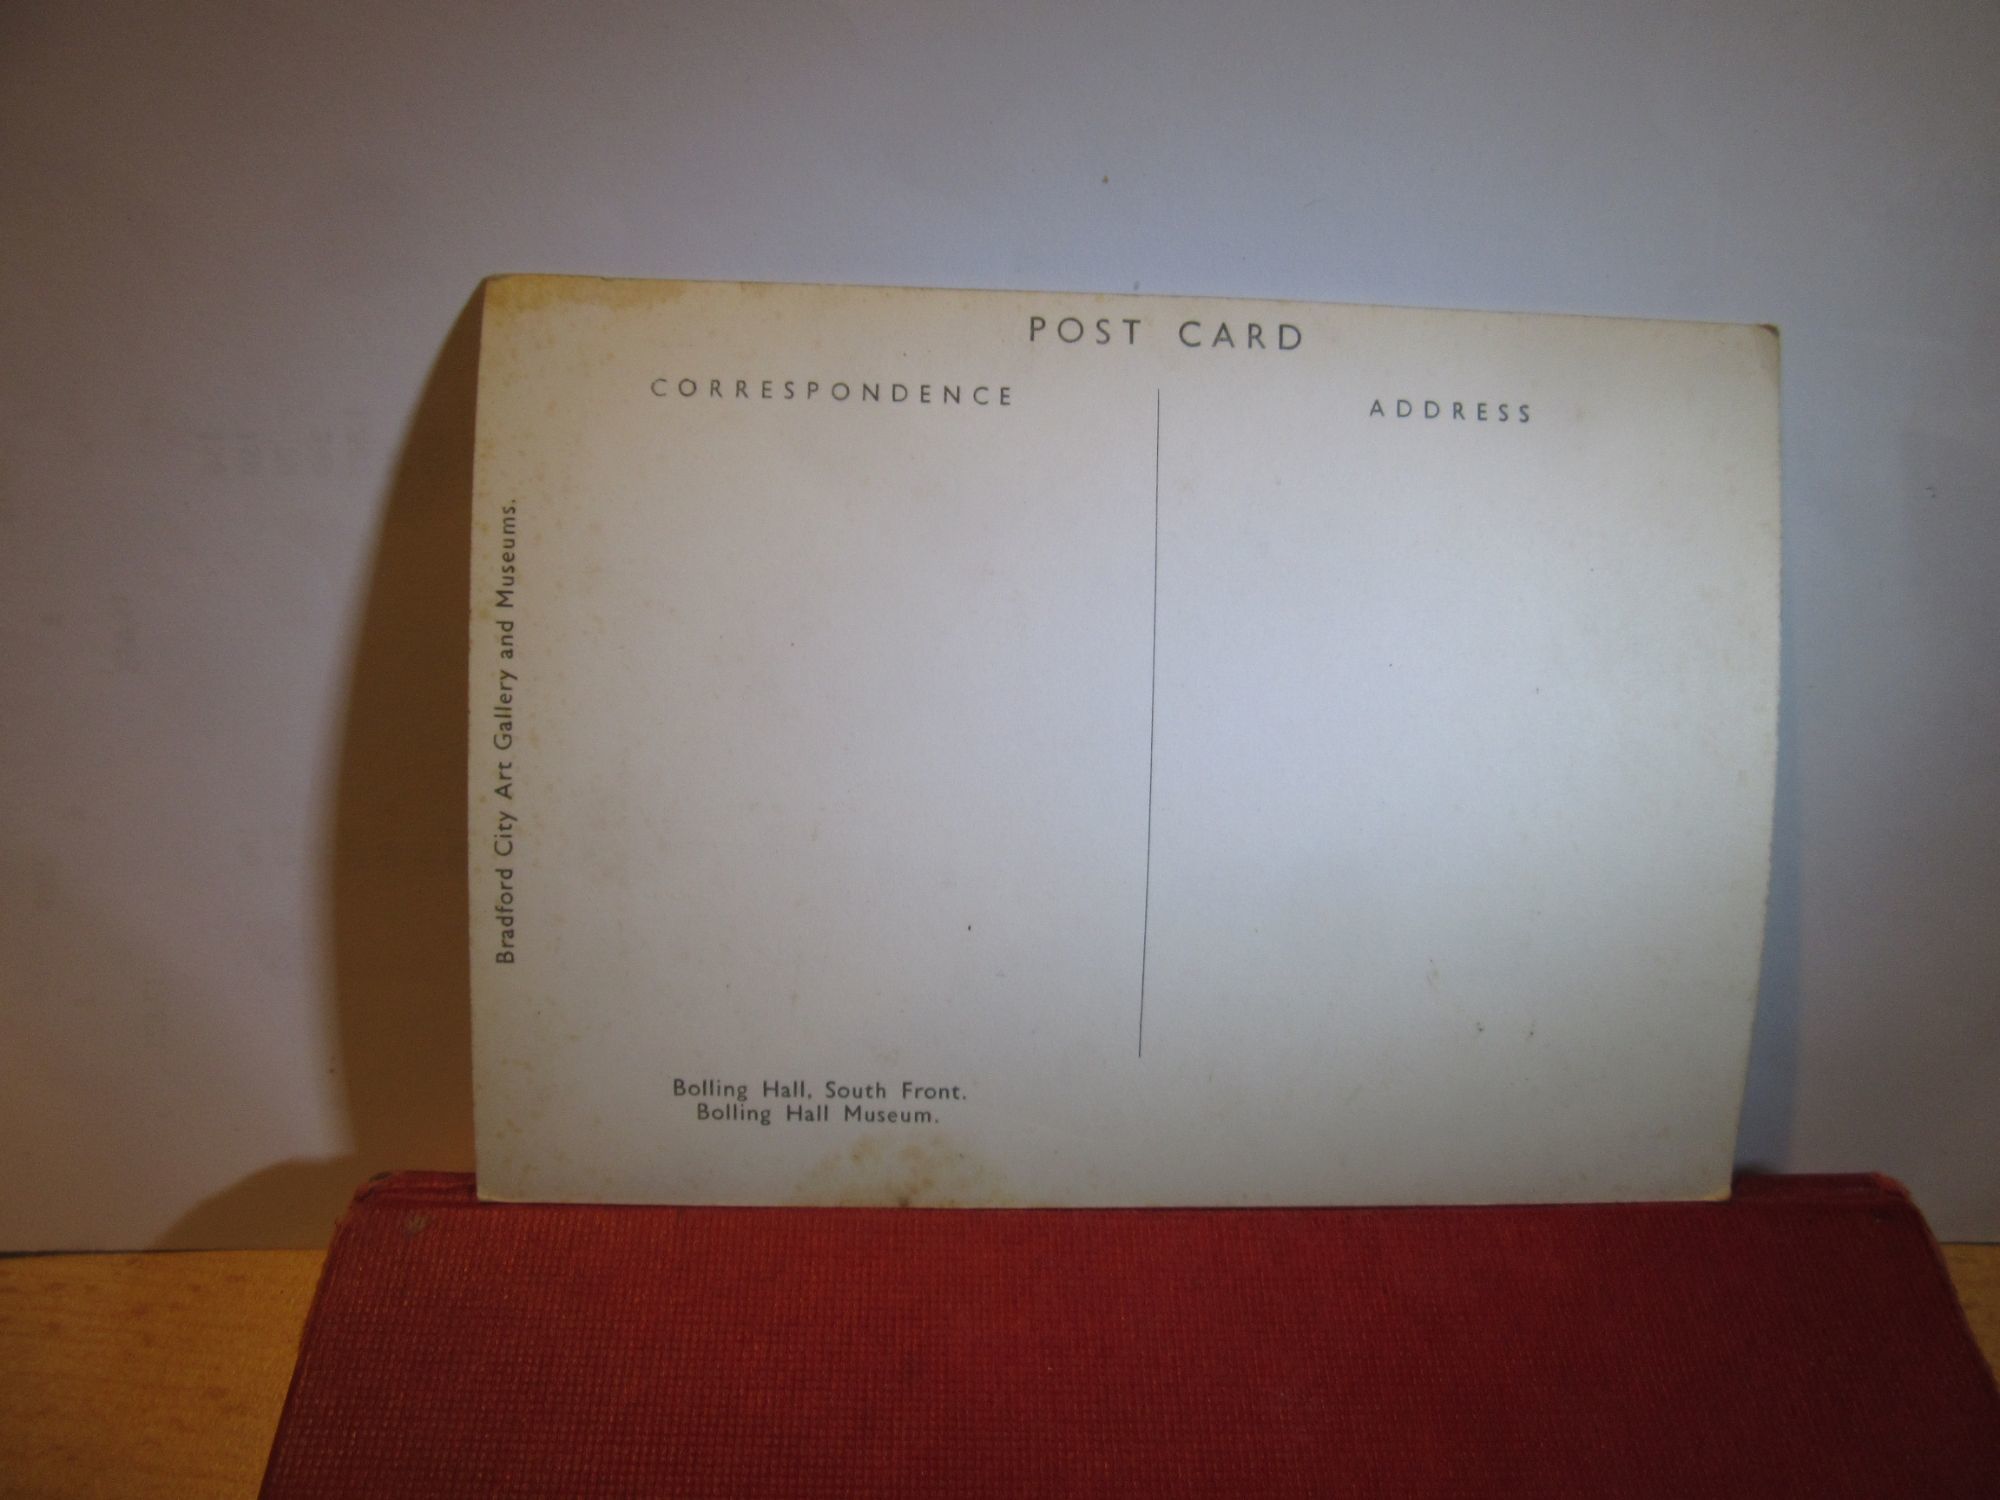 POST CARD
CORRESPONDENCE
ADDRESS
Bradford City Art Gallery and Museums.
Bolling Hall, South Front.
Bolling Hall Museum.